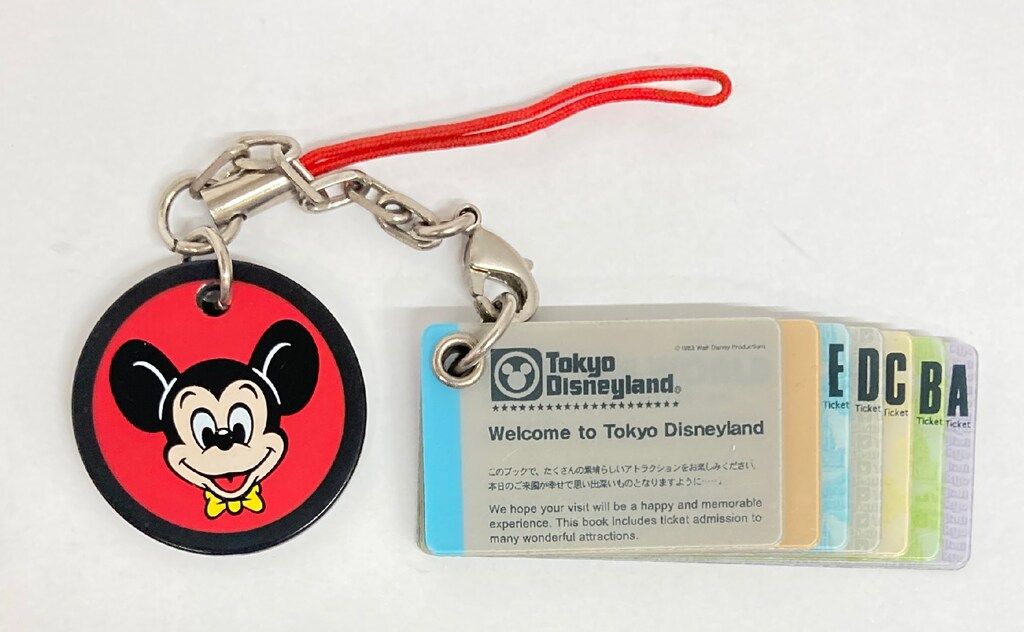 Tokyo
Disneyland®
© 1983 Walt Disney Productions
Welcome to Tokyo Disneyland
このブックで、たくさんの素晴らしいアトラクションをお楽しみください。
本日のご来園が幸せで思い出深いものとなりますように……。
We hope your visit will be a happy and memorable
experience. This book includes ticket admission to
many wonderful attractions.
E
Ticket
D
Ticket
C
Ticket
B
Ticket
A
Ticket